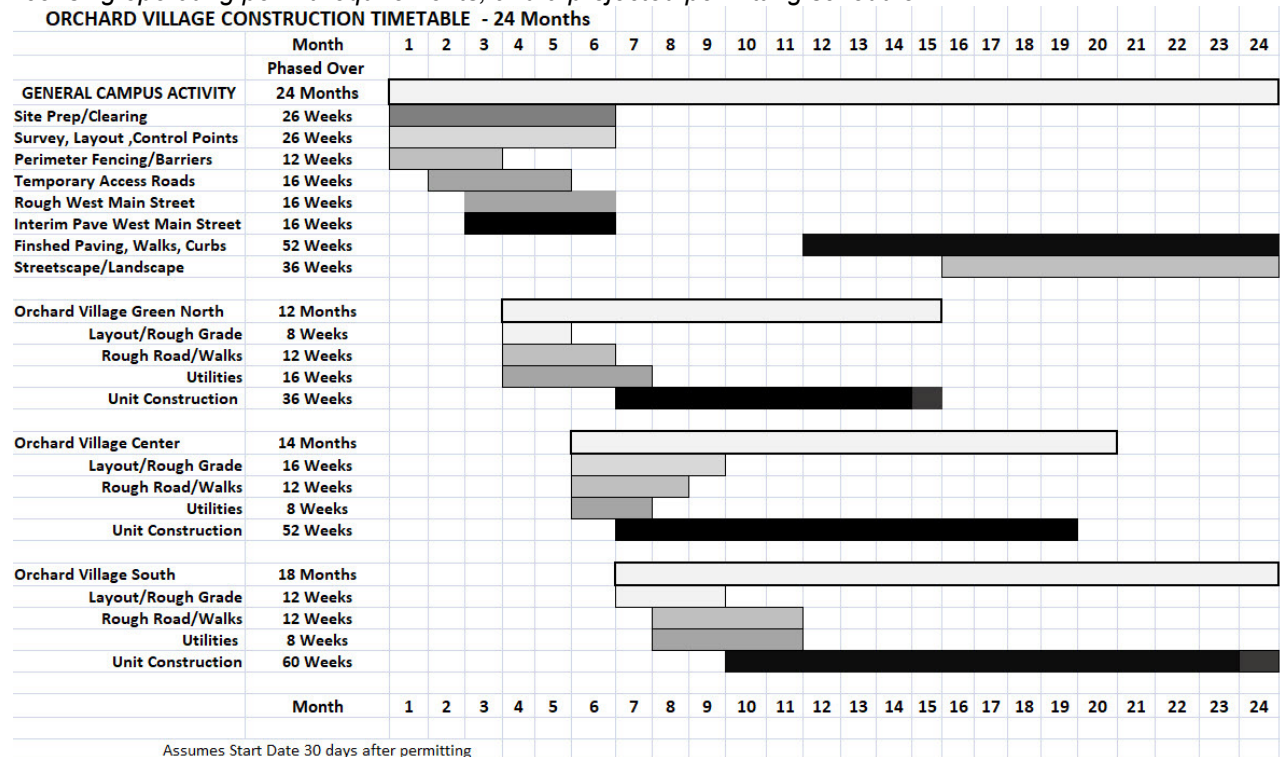 ORCHARD VILLAGE CONSTRUCTION TIMETABLE - 24 Months
Month 1 2 3 4 5 6 7 8 9 10 11 12 13 14 15 16 17 18 19 20 21 22 23 24
Phased Over
GENERAL CAMPUS ACTIVITY 24 Months
Site Prep/Clearing 26 Weeks
Survey, Layout ,Control Points 26 Weeks
Perimeter Fencing/Barriers 12 Weeks
Temporary Access Roads 16 Weeks
Rough West Main Street 16 Weeks
Interim Pave West Main Street 16 Weeks
Finshed Paving, Walks, Curbs 52 Weeks
Streetscape/Landscape 36 Weeks
Orchard Village Green North 12 Months
Layout/Rough Grade 8 Weeks
Rough Road/Walks 12 Weeks
Utilities 16 Weeks
Unit Construction 36 Weeks
Orchard Village Center 14 Months
Layout/Rough Grade 16 Weeks
Rough Road/Walks 12 Weeks
Utilities 8 Weeks
Unit Construction 52 Weeks
Orchard Village South 18 Months
Layout/Rough Grade 12 Weeks
Rough Road/Walks 12 Weeks
Utilities 8 Weeks
Unit Construction 60 Weeks
Month 1 2 3 4 5 6 7 8 9 10 11 12 13 14 15 16 17 18 19 20 21 22 23 24
Assumes Start Date 30 days after permitting